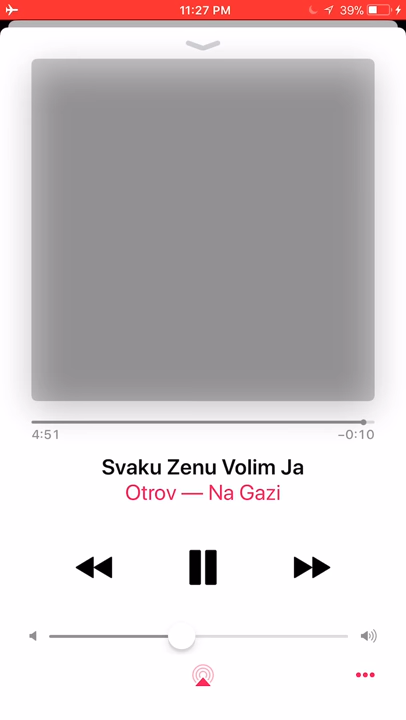 11:27 PM 39%
4:51 −0:10
Svaku Zenu Volim Ja
Otrov — Na Gazi